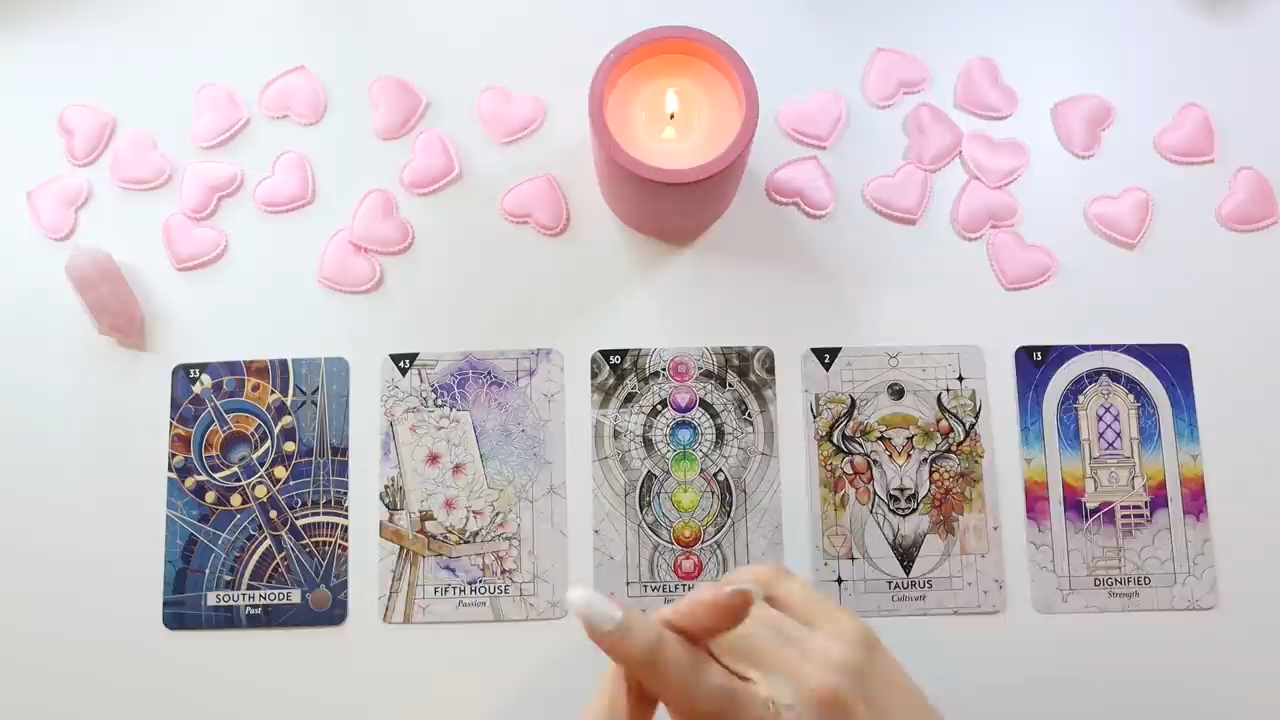 33
SOUTH NODE
Past
43
FIFTH HOUSE
Passion
50
TWELFTH
2
TAURUS
Cultivate
13
DIGNIFIED
Strength